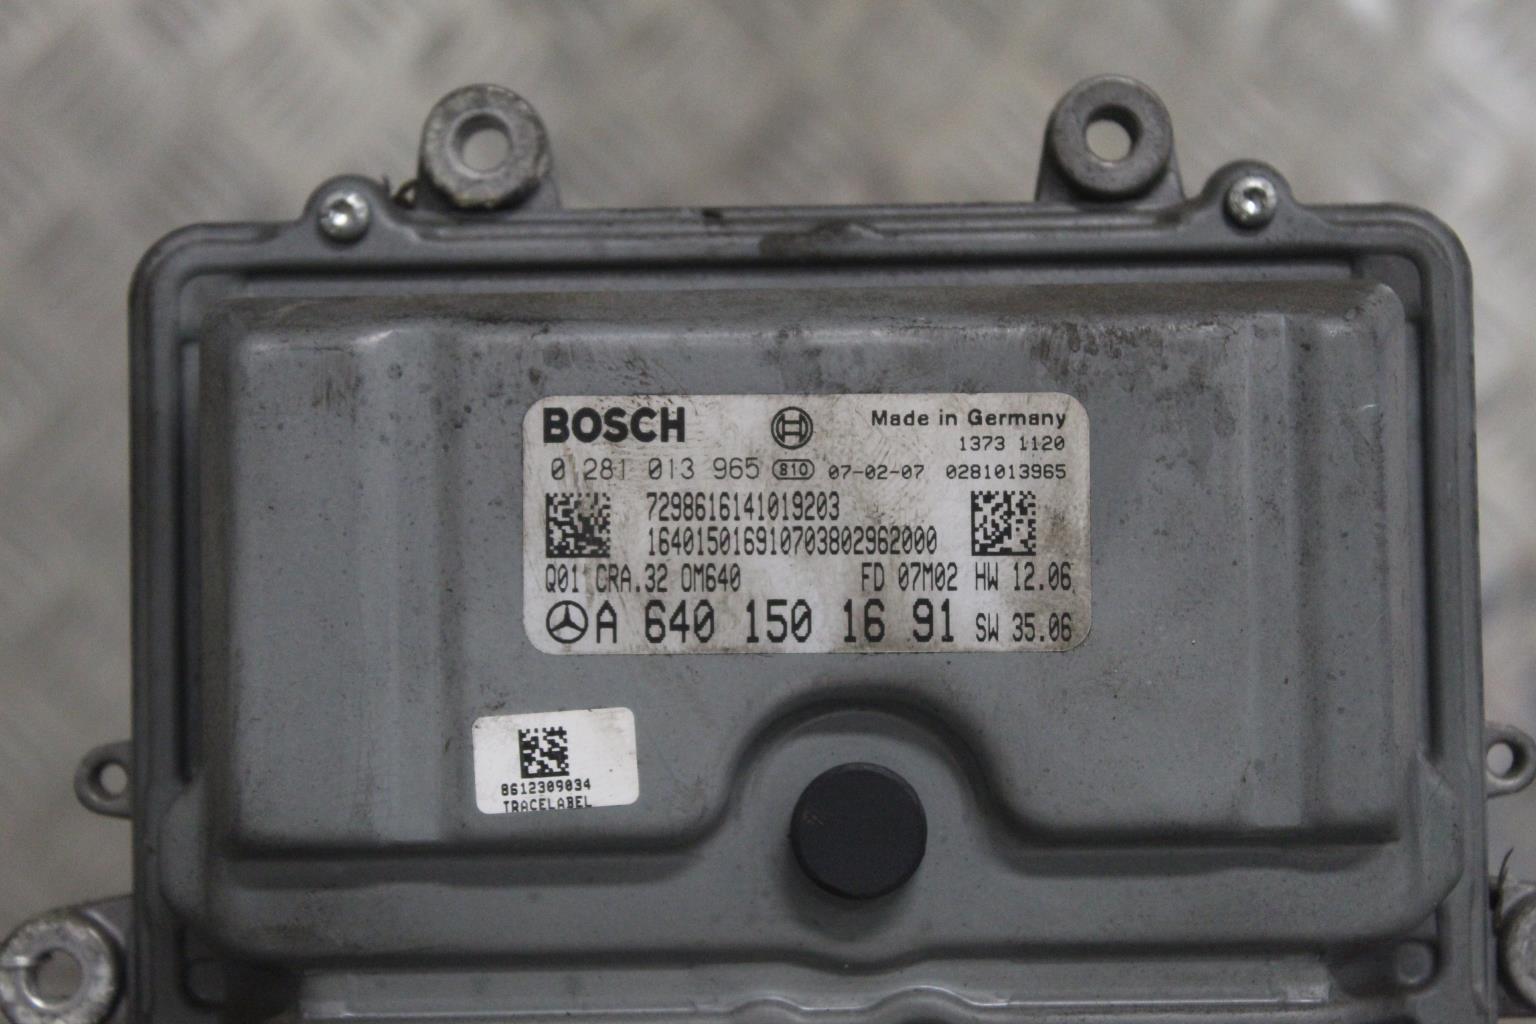 BOSCH Made in Germany
1373 1120
0 281 013 965 810 07-02-07 0281013965
7298616141019203
164015016910703802962000
Q01 CRA.32 OM640 FD 07M02 HW 12.06
A 640 150 16 91 SW 35.06
8612309034
TRACELABEL